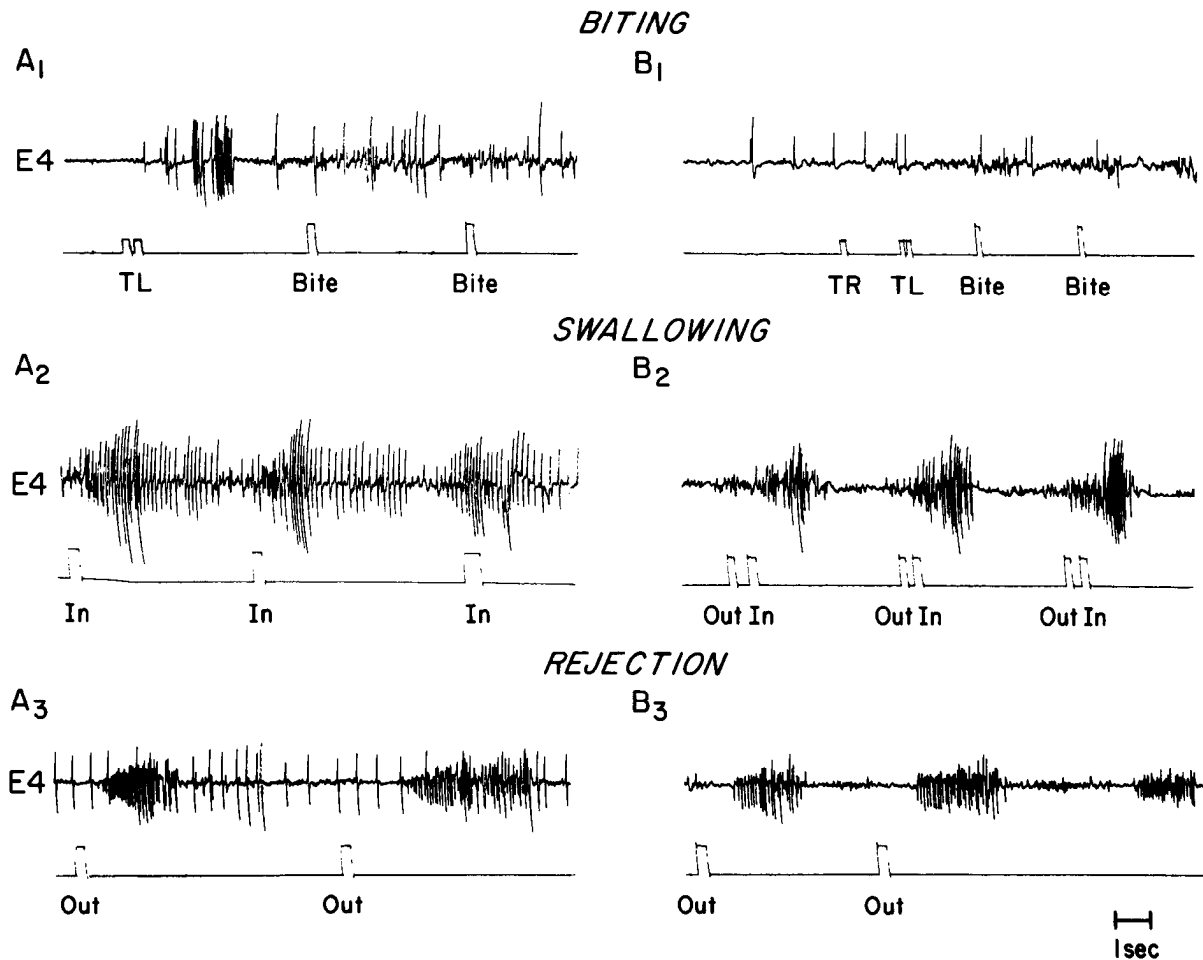 BITING
A1 B1
E4
TL Bite Bite TR TL Bite Bite
SWALLOWING
A2 B2
E4
In In In Out In Out In Out In
REJECTION
A3 B3
E4
Out Out Out Out
1sec